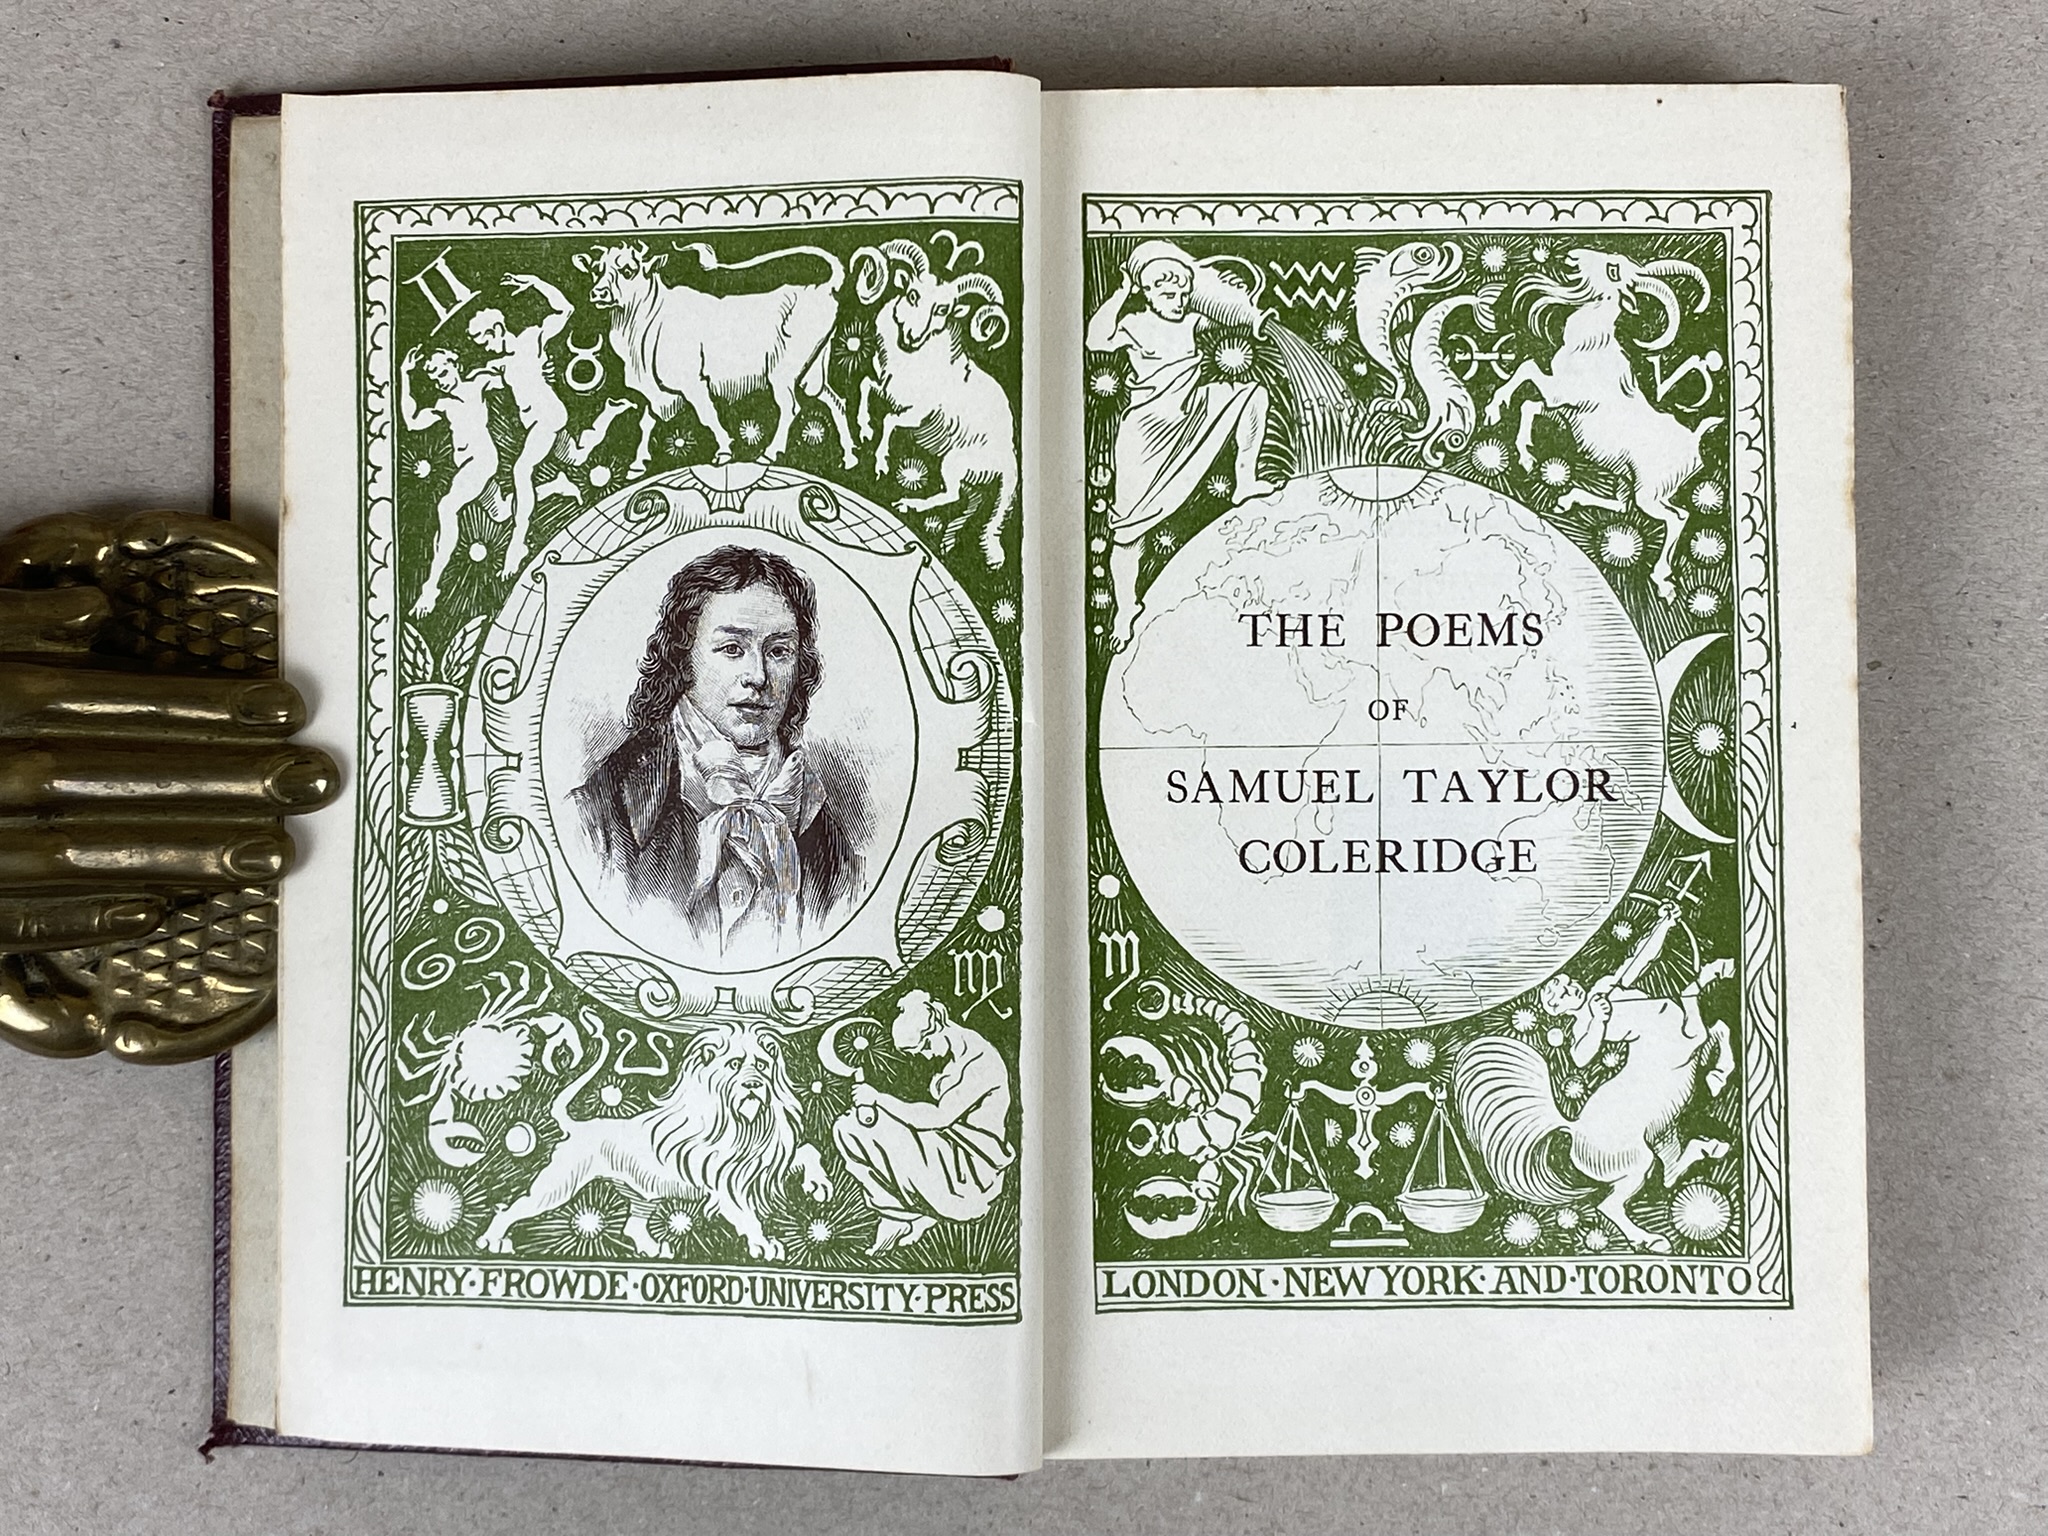 HENRY·FROWDE·OXFORD·UNIVERSITY·PRESS
THE POEMS
OF
SAMUEL TAYLOR
COLERIDGE
LONDON·NEW YORK·AND·TORONTO